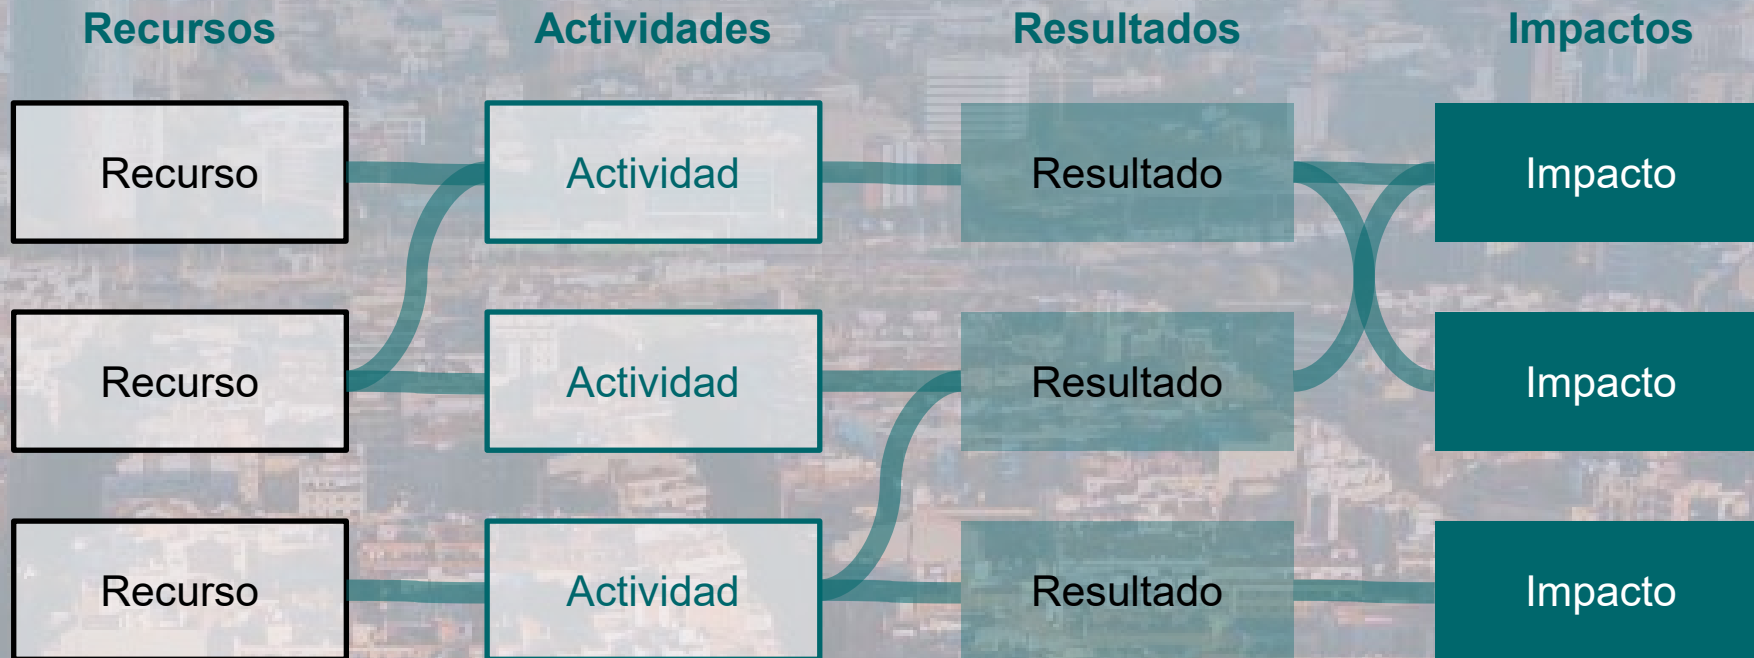 Recursos Actividades Resultados Impactos
Recurso Actividad Resultado Impacto
Recurso Actividad Resultado Impacto
Recurso Actividad Resultado Impacto